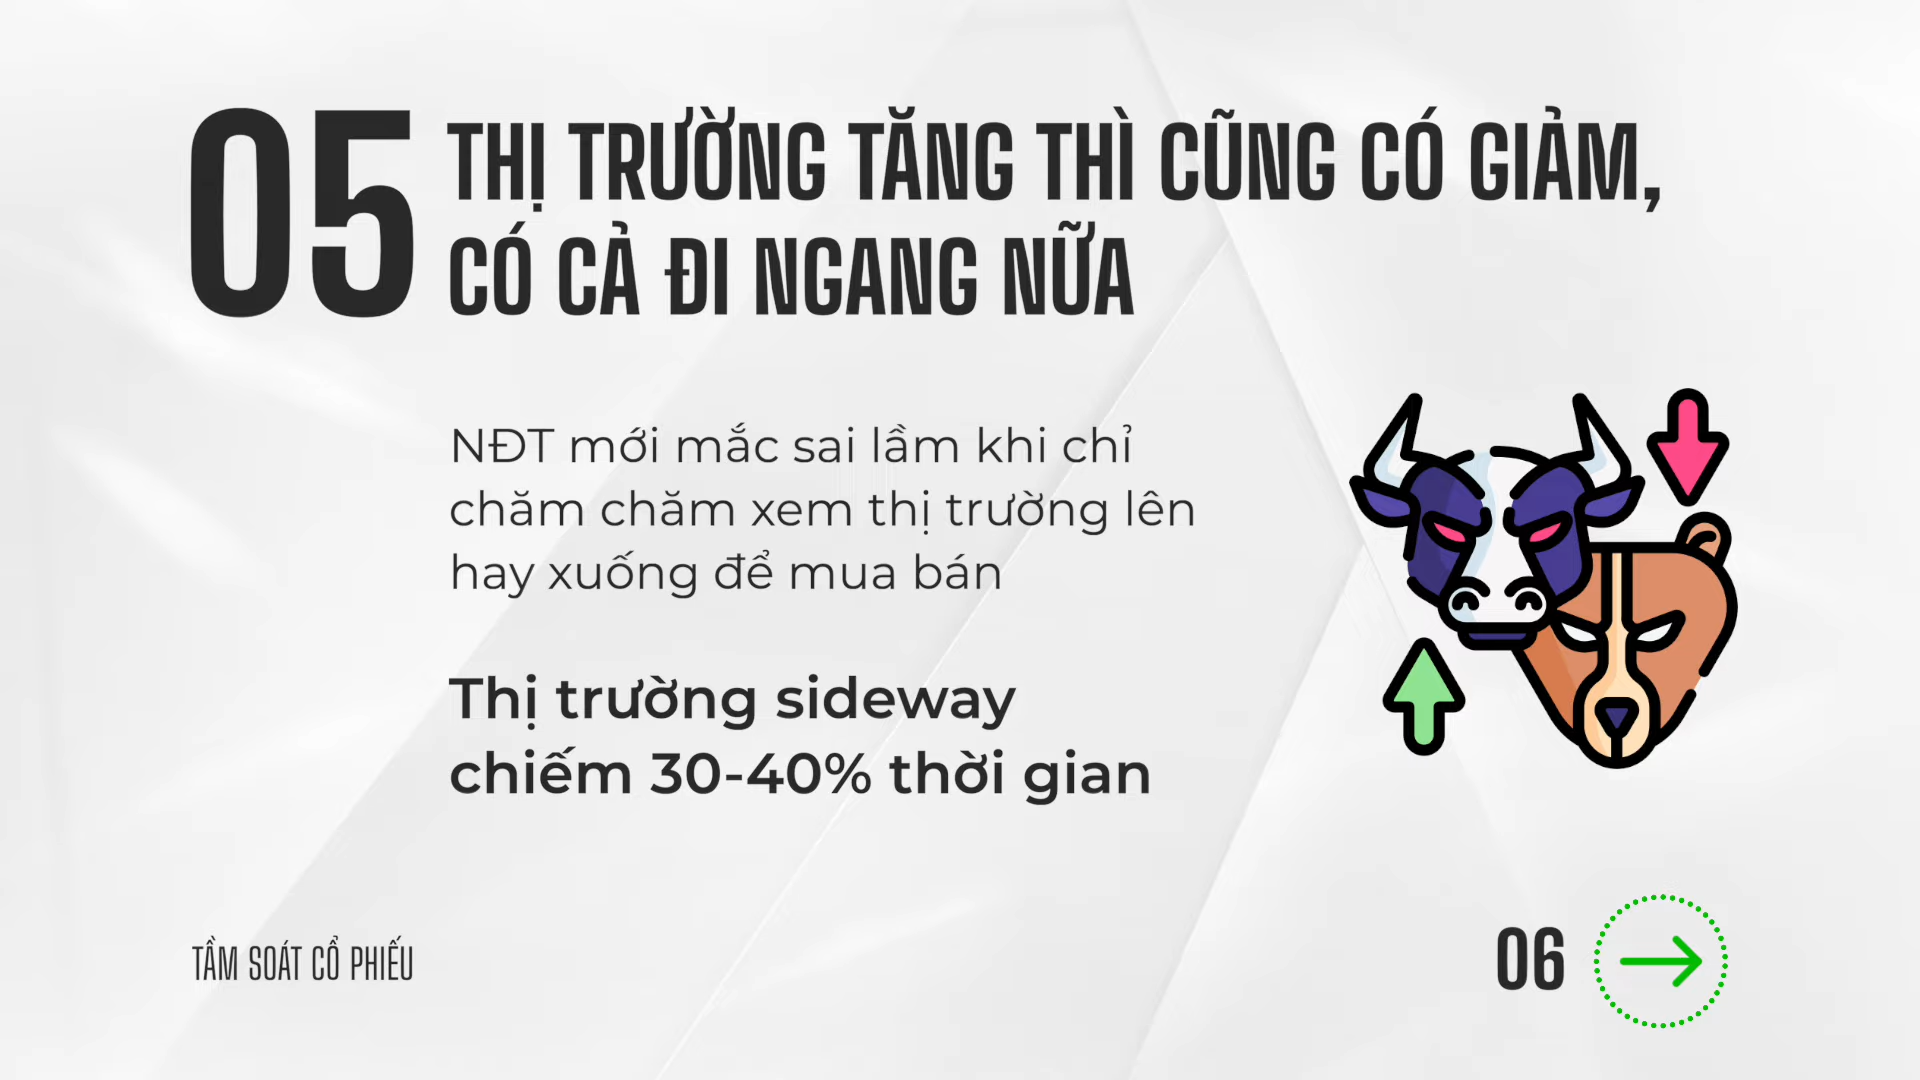 05
THỊ TRƯỜNG TĂNG THÌ CŨNG CÓ GIẢM,
CÓ CẢ ĐI NGANG NỮA
NĐT mới mắc sai lầm khi chỉ
chăm chăm xem thị trường lên
hay xuống để mua bán
Thị trường sideway
chiếm 30-40% thời gian
TẦM SOÁT CỔ PHIẾU
06